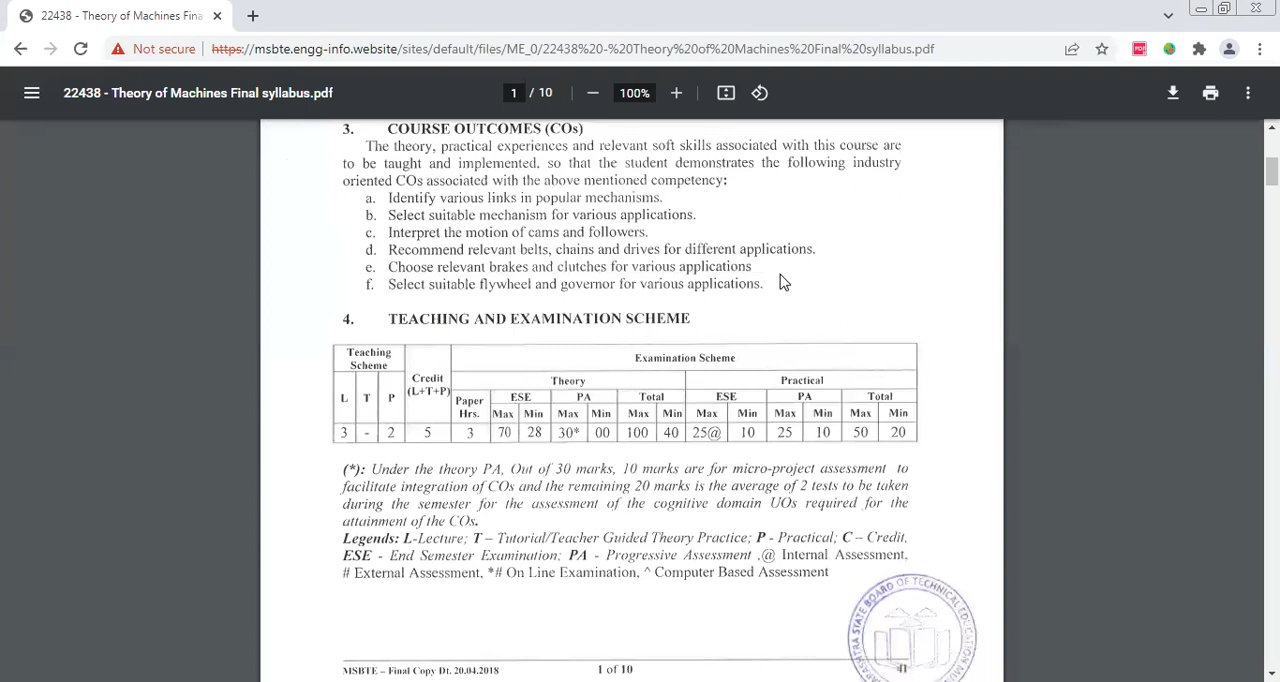 22438 - Theory of Machines Fina
Not secure
https://msbte.engg-info.website/sites/default/files/ME_0/22438%20-%20Theory%20of%20Machines%20Final%20syllabus.pdf
22438 - Theory of Machines Final syllabus.pdf
1 / 10
100%
3. COURSE OUTCOMES (COs)
The theory, practical experiences and relevant soft skills associated with this course are
to be taught and implemented, so that the student demonstrates the following industry
oriented COs associated with the above mentioned competency:
a. Identify various links in popular mechanisms.
b. Select suitable mechanism for various applications.
c. Interpret the motion of cams and followers.
d. Recommend relevant belts, chains and drives for different applications.
e. Choose relevant brakes and clutches for various applications
f. Select suitable flywheel and governor for various applications.
4. TEACHING AND EXAMINATION SCHEME
Teaching Scheme Credit (L+T+P) Examination Scheme
Theory Practical
L T P Paper Hrs. ESE PA Total ESE PA Total
Max Min Max Min Max Min Max Min Max Min Max Min
3 - 2 5 3 70 28 30* 00 100 40 25@ 10 25 10 50 20
(*): Under the theory PA, Out of 30 marks, 10 marks are for micro-project assessment to
facilitate integration of COs and the remaining 20 marks is the average of 2 tests to be taken
during the semester for the assessment of the cognitive domain UOs required for the
attainment of the COs.
Legends: L-Lecture; T – Tutorial/Teacher Guided Theory Practice; P - Practical; C – Credit,
ESE - End Semester Examination; PA - Progressive Assessment ,@ Internal Assessment,
# External Assessment, *# On Line Examination, ^ Computer Based Assessment
MSBTE – Final Copy Dt. 20.04.2018
1 of 10
41
STATE BOARD OF TECHNICAL EDUCATION